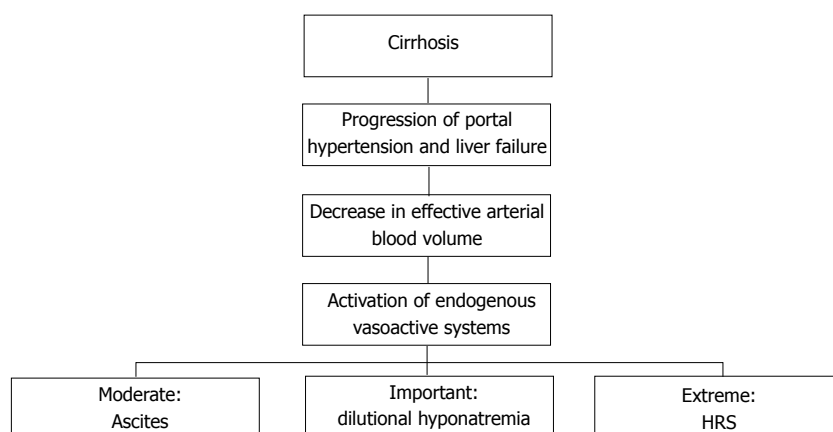 Cirrhosis
Progression of portal
hypertension and liver failure
Decrease in effective arterial
blood volume
Activation of endogenous
vasoactive systems
Moderate:
Ascites
Important:
dilutional hyponatremia
Extreme:
HRS